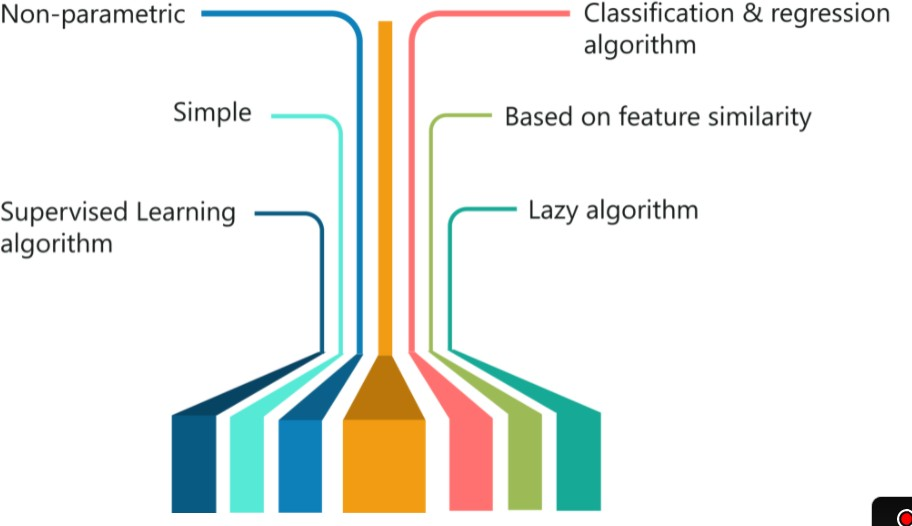 Non-parametric
Classification & regression
algorithm
Simple
Based on feature similarity
Supervised Learning
algorithm
Lazy algorithm